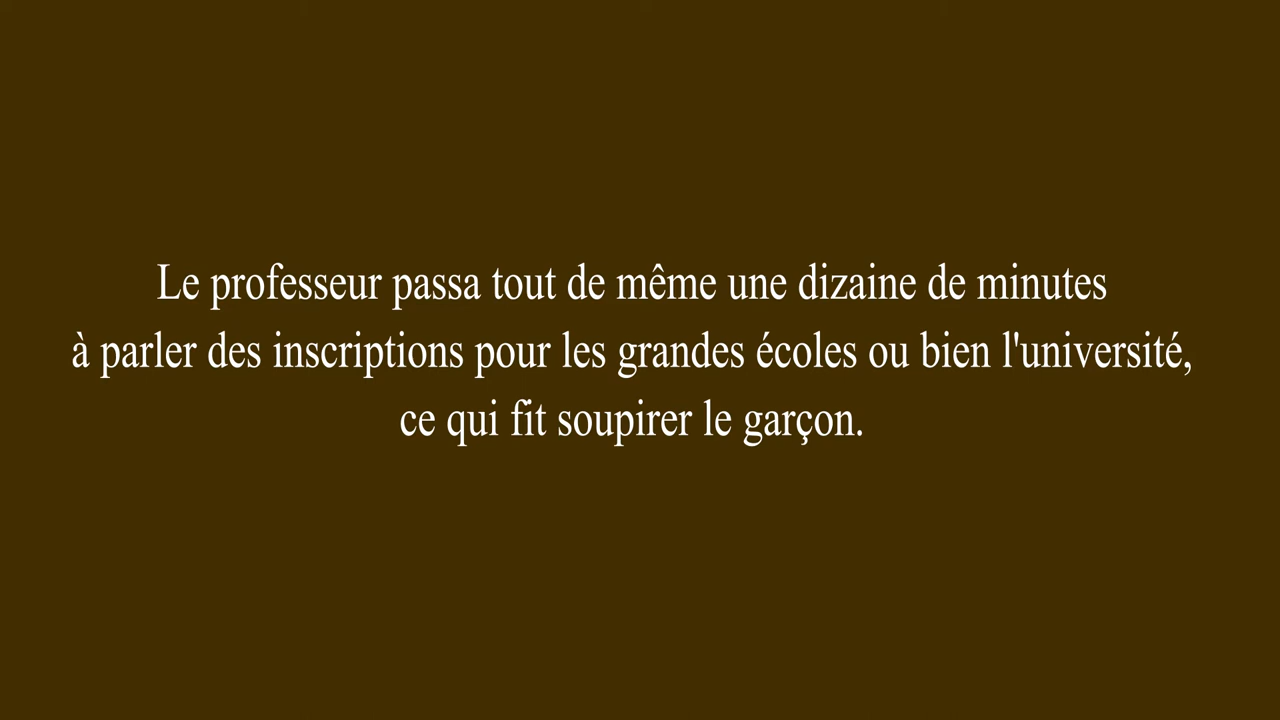 Le professeur passa tout de même une dizaine de minutes
à parler des inscriptions pour les grandes écoles ou bien l'université,
ce qui fit soupirer le garçon.